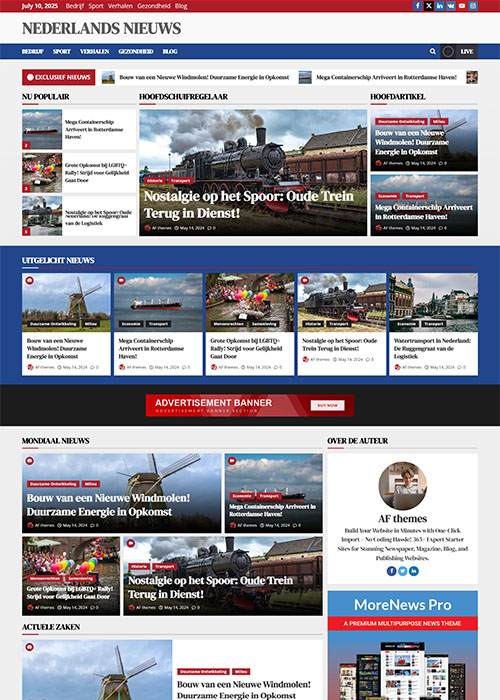 July 10, 2025 Bedrijf Sport Verhalen Gezondheid Blog
NEDERLANDS NIEUWS
BEDRIJF SPORT VERHALEN GEZONDHEID BLOG LIVE
EXCLUSIEF NIEUWS Bouw van een Nieuwe Windmolen! Duurzame Energie in Opkomst Mega Containerschip Arriveert in Rotterdamse Haven!
NU POPULAIR
Mega Containerschip
Arriveert in Rotterdamse
Haven!
2
Grote Opkomst bij LGBTQ+
Rally! Strijd voor Gelijkheid
Gaat Door
3
Nostalgie op het Spoor: Oude
de Ruggengraat van
de Logistiek
5
HOOFDSCHUIFREGELAAR
Historie Transport
Nostalgie op het Spoor: Oude Trein
Terug in Dienst!
AF themes May 14, 2024 0
HOOFDARTIKEL
Duurzame Ontwikkeling Milieu
Bouw van een Nieuwe
Windmolen! Duurzame
Energie in Opkomst
AF themes May 14, 2024 0
Economie Transport
Mega Containerschip Arriveert
in Rotterdamse Haven!
AF themes May 14, 2024 0
UITGELICHT NIEUWS
Duurzame Ontwikkeling Milieu
Bouw van een Nieuwe
Windmolen! Duurzame
Energie in Opkomst
AF themes May 14, 2024 0
Economie Transport
Mega Containerschip
Arriveert in Rotterdamse
Haven!
AF themes May 14, 2024 0
Mensenrechten Samenleving
Grote Opkomst bij LGBTQ+
Rally! Strijd voor Gelijkheid
Gaat Door
AF themes May 14, 2024 0
Historie Transport
Nostalgie op het Spoor: Oude
Trein Terug in Dienst!
AF themes May 14, 2024 0
Economie Transport
Watertransport in Nederland:
De Ruggengraat van de
Logistiek
AF themes May 14, 2024 0
ADVERTISEMENT BANNER
ADVERTISEMENT BANNER SECTION
BUY NOW
MONDIAAL NIEUWS
Duurzame Ontwikkeling Milieu
Bouw van een Nieuwe Windmolen!
Duurzame Energie in Opkomst
AF themes May 14, 2024 0
Economie Transport
Mega Containerschip Arriveert in
Rotterdamse Haven!
AF themes May 14, 2024 0
Mensenrechten Samenleving
Grote Opkomst bij LGBTQ+ Rally!
Strijd voor Gelijkheid Gaat Door
AF themes May 14, 2024 0
Historie Transport
Nostalgie op het Spoor: Oude
Trein Terug in Dienst!
AF themes May 14, 2024 0
OVER DE AUTEUR
AF themes
Build Your Website in Minutes with One-Click
Import – No Coding Hassle! 365+ Expert Starter
Sites for Stunning Newspaper, Magazine, Blog, and
Publishing Websites.
MoreNews Pro
A PREMIUM MULTIPURPOSE NEWS THEME
ACTUELE ZAKEN
Duurzame Ontwikkeling Milieu
Bouw van een Nieuwe
Windmolen! Duurzame